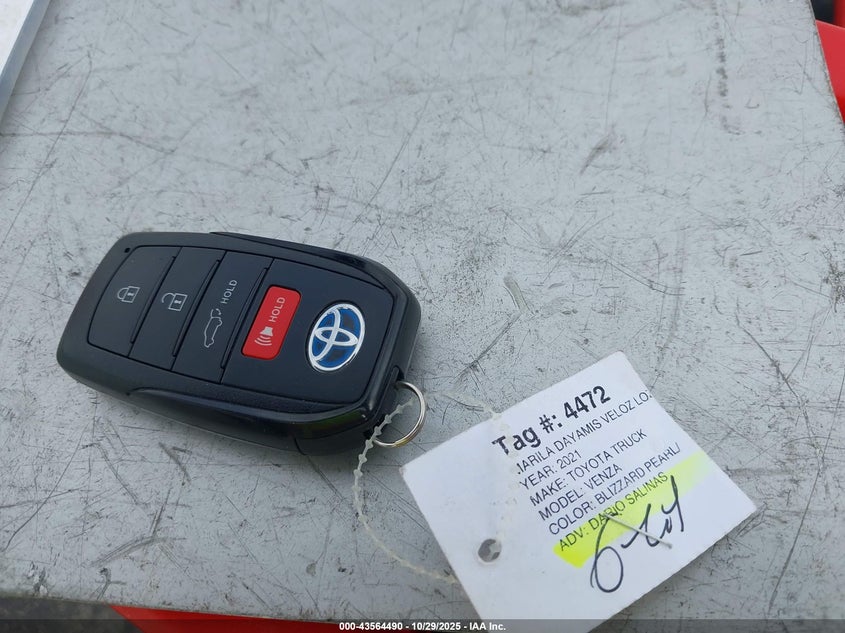 HOLD
HOLD
Tag #: 4472
MARILA DAYAMIS VELOZ LO
YEAR: 2021
MAKE: TOYOTA TRUCK
MODEL: VENZA
COLOR: BLIZZARD PEARL/
ADV: DARIO SALINAS
000-43564490 - 10/29/2025 - IAA Inc.